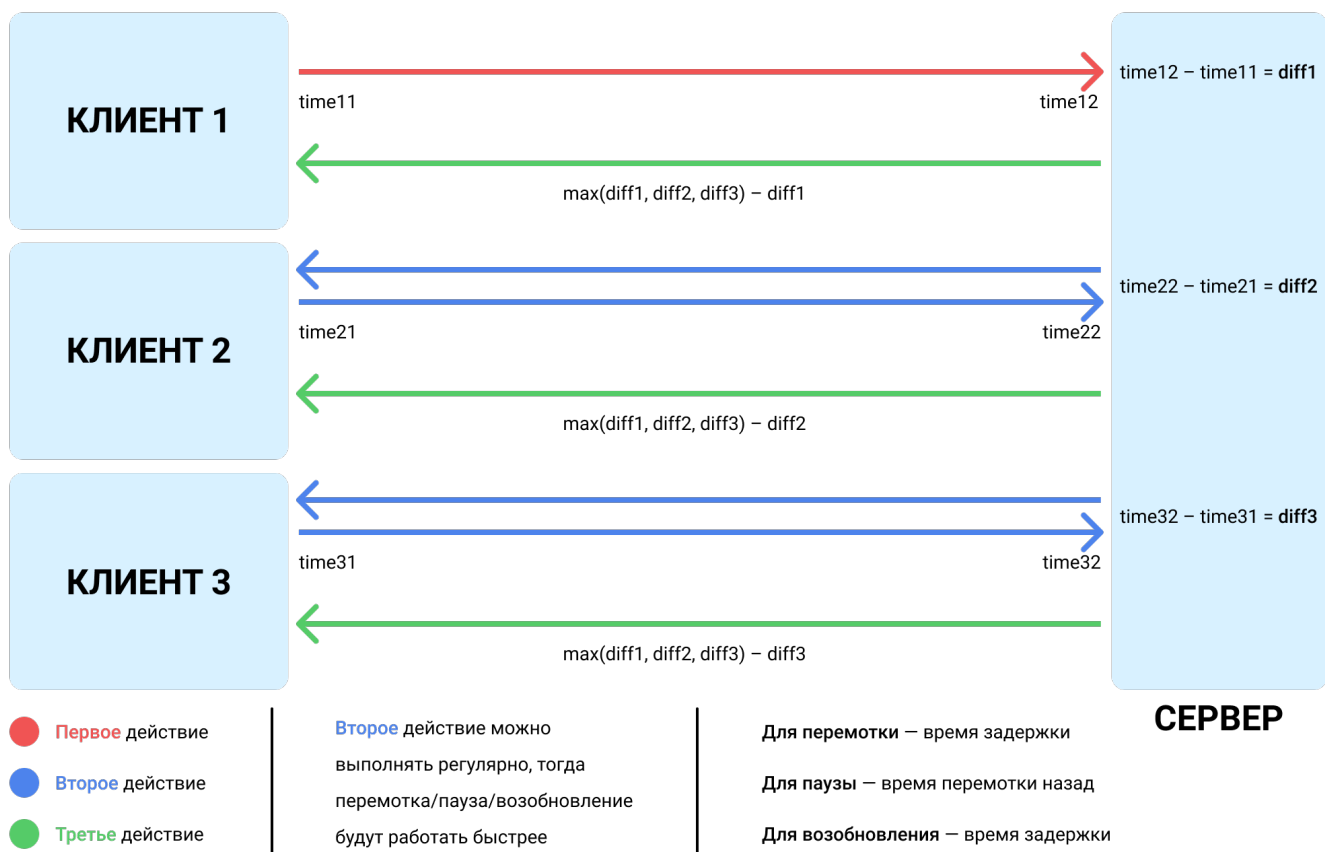 КЛИЕНТ 1
time11
time12
time12 – time11 = diff1
max(diff1, diff2, diff3) – diff1
КЛИЕНТ 2
time21
time22
time22 – time21 = diff2
max(diff1, diff2, diff3) – diff2
КЛИЕНТ 3
time31
time32
time32 – time31 = diff3
max(diff1, diff2, diff3) – diff3
СЕРВЕР
Первое действие
Второе действие
Третье действие
Второе действие можно
выполнять регулярно, тогда
перемотка/пауза/возобновление
будут работать быстрее
Для перемотки — время задержки
Для паузы — время перемотки назад
Для возобновления — время задержки